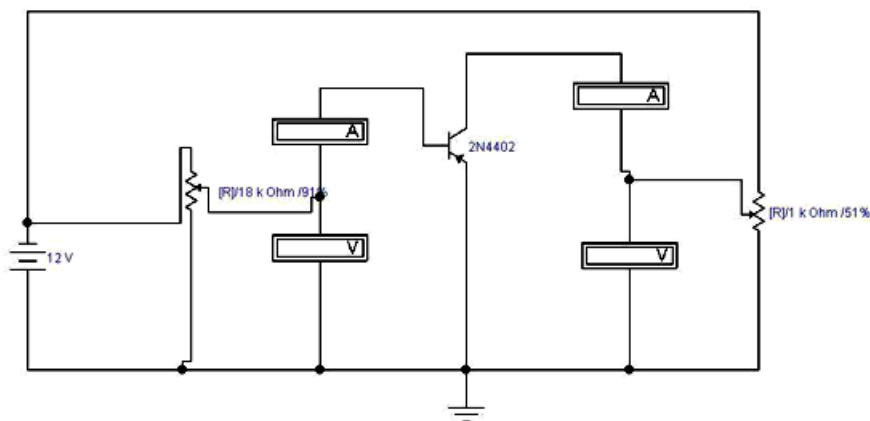 A
A
2N4402
[R]/18 k Ohm /91%
[R]/1 k Ohm /51%
V
V
12 V